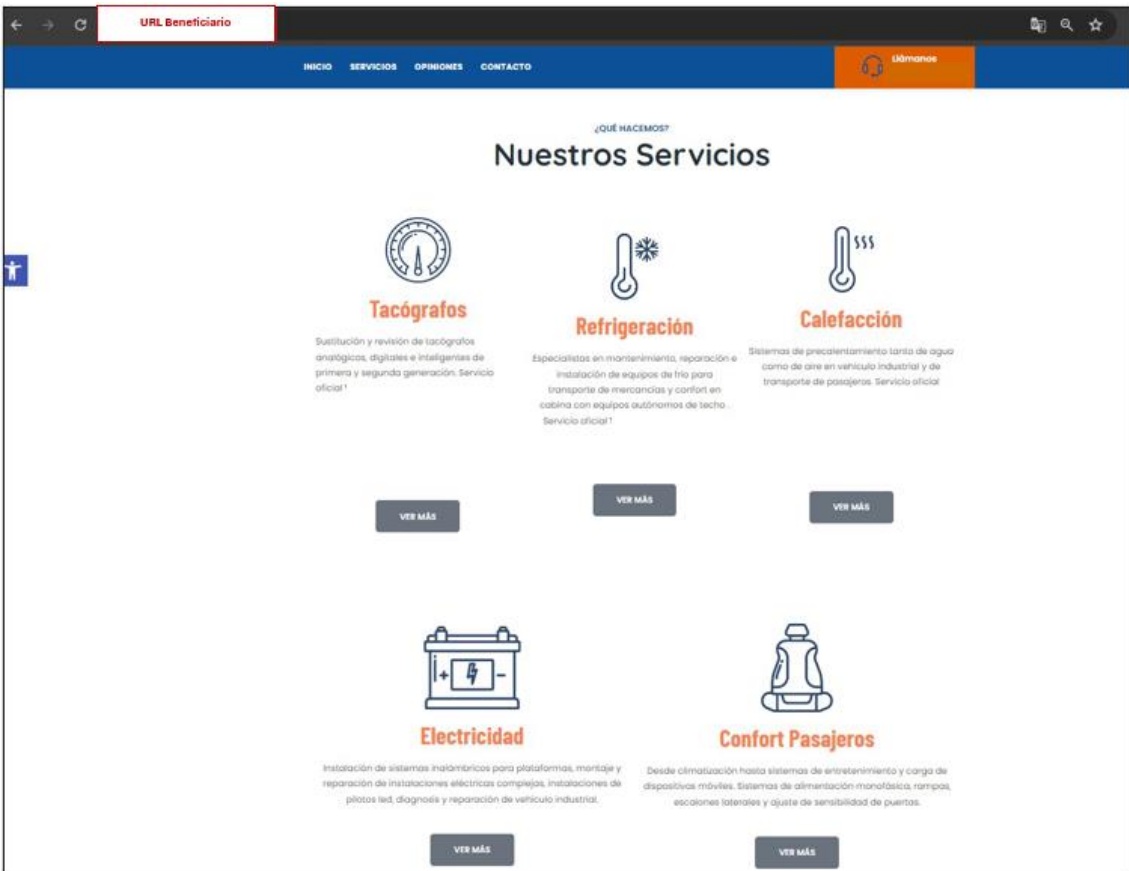 URL Beneficiario
INICIO SERVICIOS OPINIONES CONTACTO
Llámanos
¿QUÉ HACEMOS?
Nuestros Servicios
Tacógrafos
Sustitución y revisión de tacógrafos
analógicos, digitales e inteligentes de
primera y segunda generación. Servicio
oficial 1
VER MÁS
Refrigeración
Especialistas en mantenimiento, reparación e
instalación de equipos de frío para
transporte de mercancías y confort en
cabina con equipos autónomos de techo .
Servicio oficial 1
VER MÁS
Calefacción
Sistemas de precalentamiento tanto de agua
como de aire en vehículo industrial y de
transporte de pasajeros. Servicio oficial
VER MÁS
Electricidad
Instalación de sistemas inalámbricos para plataformas, montaje y
reparación de instalaciones eléctricas complejas, instalaciones de
pilotos led, diagnosis y reparación de vehículo industrial.
VER MÁS
Confort Pasajeros
Desde climatización hasta sistemas de entretenimiento y carga de
dispositivos móviles. Sistemas de alimentación monofásica, rampas,
escalones laterales y ajuste de sensibilidad de puertas.
VER MÁS